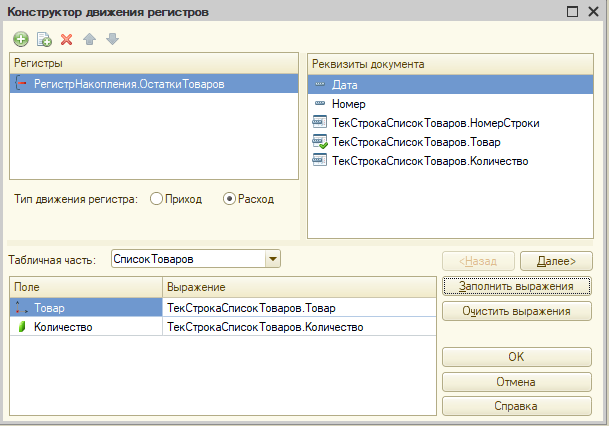 Конструктор движения регистров
Регистры
РегистрНакопления.ОстаткиТоваров
Тип движения регистра:
Приход
Расход
Реквизиты документа
Дата
Номер
ТекСтрокаСписокТоваров.НомерСтроки
ТекСтрокаСписокТоваров.Товар
ТекСтрокаСписокТоваров.Количество
Табличная часть:
СписокТоваров
<Назад
Далее>
Поле
Выражение
Товар
ТекСтрокаСписокТоваров.Товар
Количество
ТекСтрокаСписокТоваров.Количество
Заполнить выражения
Очистить выражения
OK
Отмена
Справка